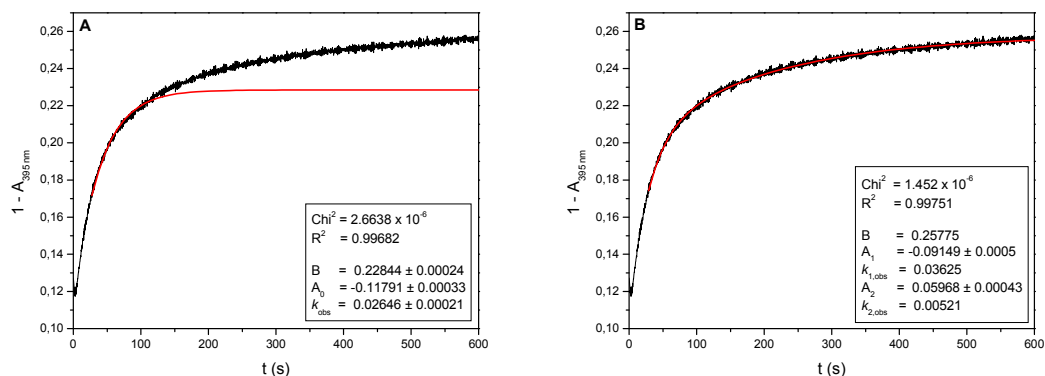 A
0,26
0,24
0,22
0,20
0,18
0,16
0,14
0,12
0,10
1 - A395 nm
Chi2 = 2.6638 x 10-6
R2 = 0.99682
B = 0.22844 ± 0.00024
A0 = -0.11791 ± 0.00033
kobs = 0.02646 ± 0.00021
0 100 200 300 400 500 600
t (s)
B
0,26
0,24
0,22
0,20
0,18
0,16
0,14
0,12
0,10
1 - A395 nm
Chi2 = 1.452 x 10-6
R2 = 0.99751
B = 0.25775
A1 = -0.09149 ± 0.0005
k1,obs = 0.03625
A2 = 0.05968 ± 0.00043
k2,obs = 0.00521
0 100 200 300 400 500 600
t (s)